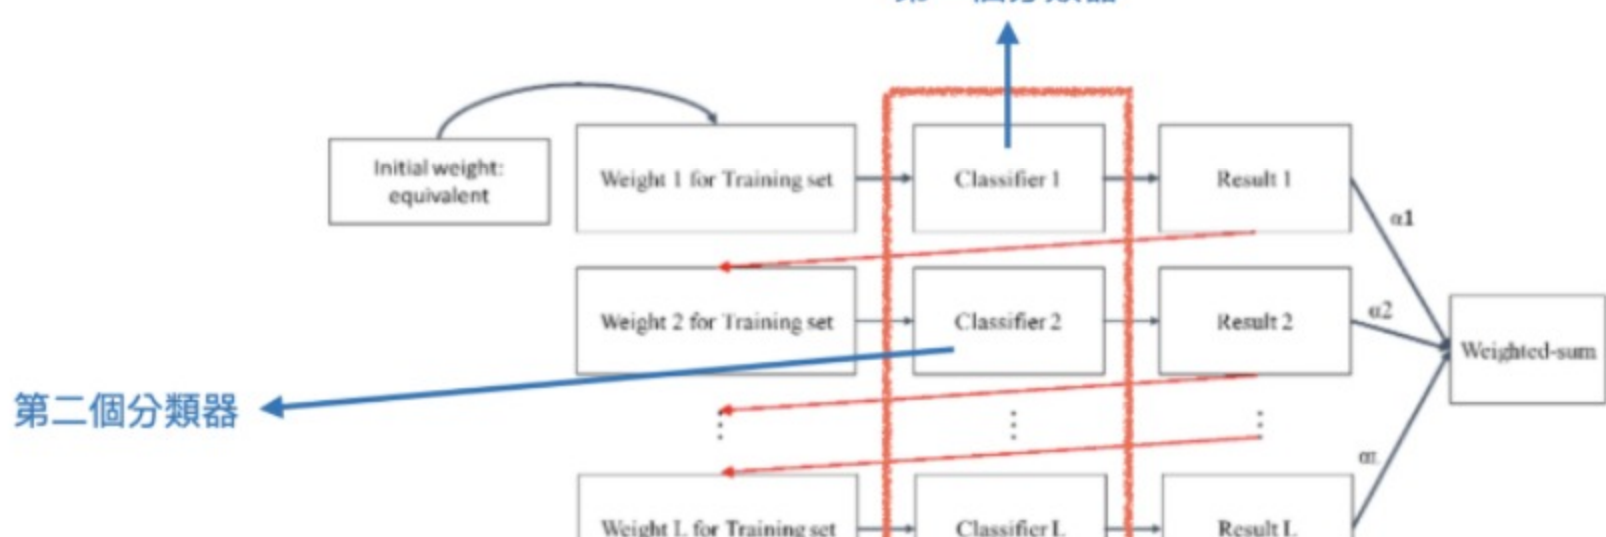 Initial weight:
equivalent
Weight 1 for Training set
Classifier 1
Result 1
α1
Weight 2 for Training set
Classifier 2
Result 2
α2
Weighted-sum
第二個分類器
⋮ ⋮ ⋮
αL
Weight L for Training set
Classifier L
Result L